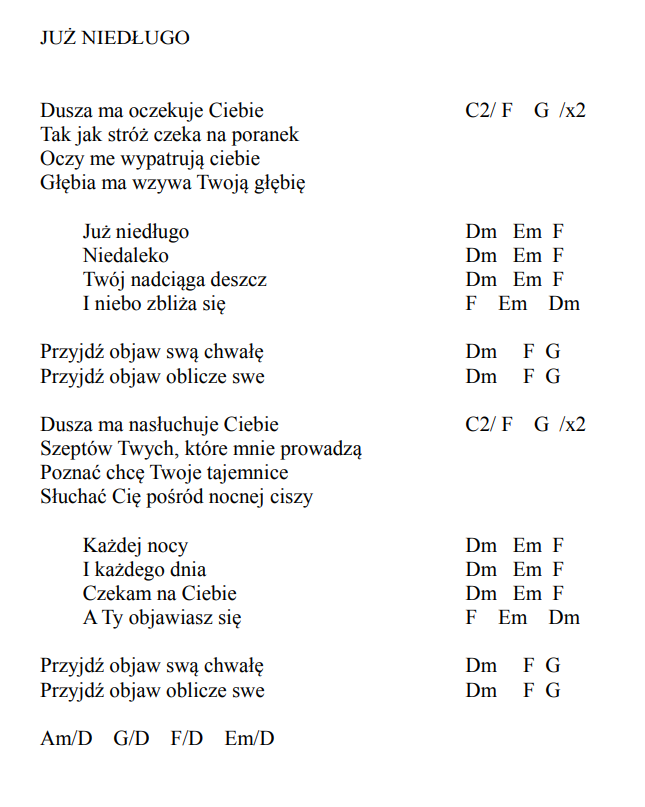 JUŻ NIEDŁUGO
Dusza ma oczekuje Ciebie C2/ F G /x2
Tak jak stróż czeka na poranek
Oczy me wypatrują ciebie
Głębia ma wzywa Twoją głębię
Już niedługo Dm Em F
Niedaleko Dm Em F
Twój nadciąga deszcz Dm Em F
I niebo zbliża się F Em Dm
Przyjdź objaw swą chwałę Dm F G
Przyjdź objaw oblicze swe Dm F G
Dusza ma nasłuchuje Ciebie C2/ F G /x2
Szeptów Twych, które mnie prowadzą
Poznać chcę Twoje tajemnice
Słuchać Cię pośród nocnej ciszy
Każdej nocy Dm Em F
I każdego dnia Dm Em F
Czekam na Ciebie Dm Em F
A Ty objawiasz się F Em Dm
Przyjdź objaw swą chwałę Dm F G
Przyjdź objaw oblicze swe Dm F G
Am/D G/D F/D Em/D